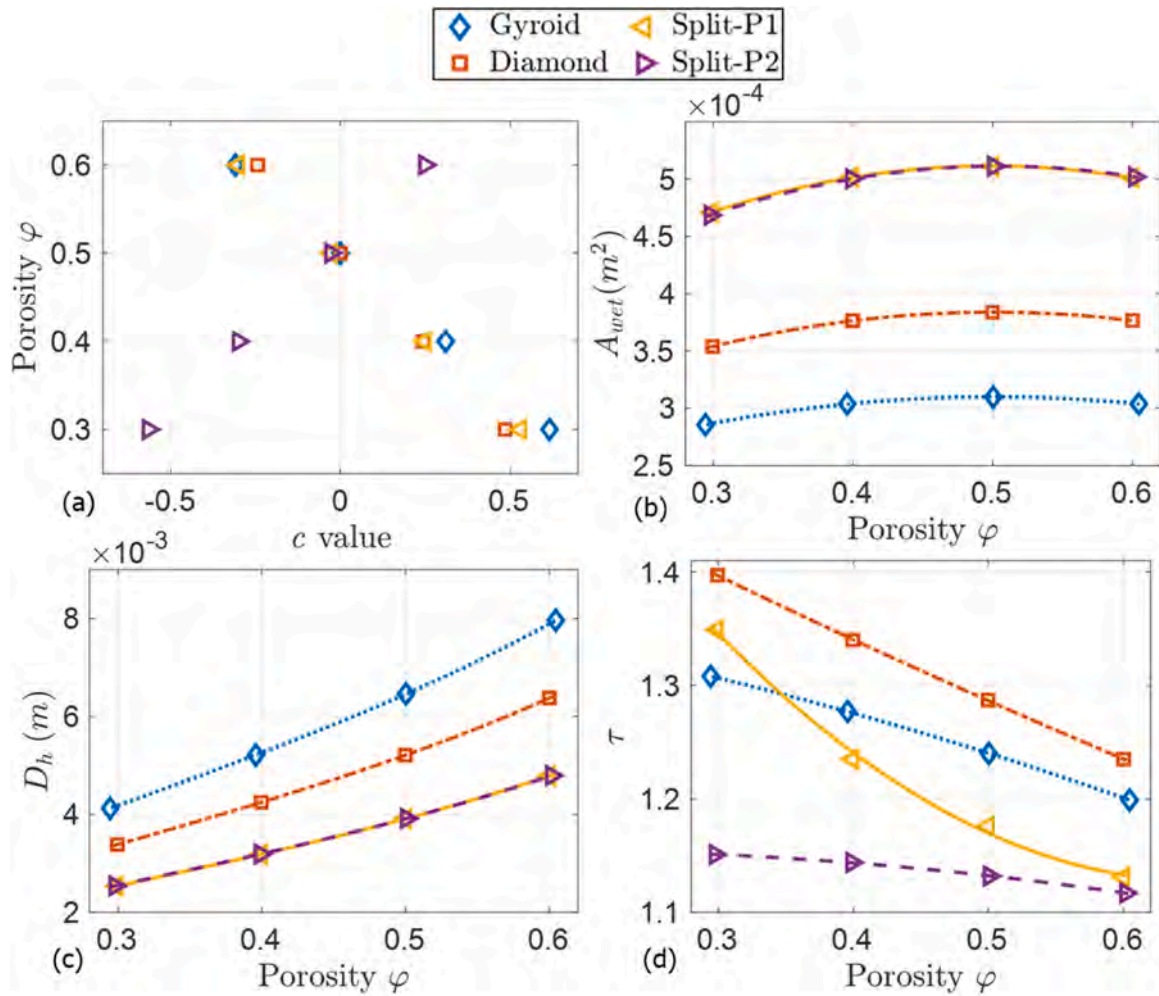 Gyroid Split-P1
Diamond Split-P2
×10-4
0.6
0.5
0.4
0.3
Porosity φ
(a)
-0.5 0 0.5
c value
5
4.5
4
3.5
3
2.5
Awet(m2)
(b)
0.3 0.4 0.5 0.6
Porosity φ
×10-3
8
6
4
2
Dh (m)
(c)
0.3 0.4 0.5 0.6
Porosity φ
1.4
1.3
1.2
1.1
τ
(d)
0.3 0.4 0.5 0.6
Porosity φ